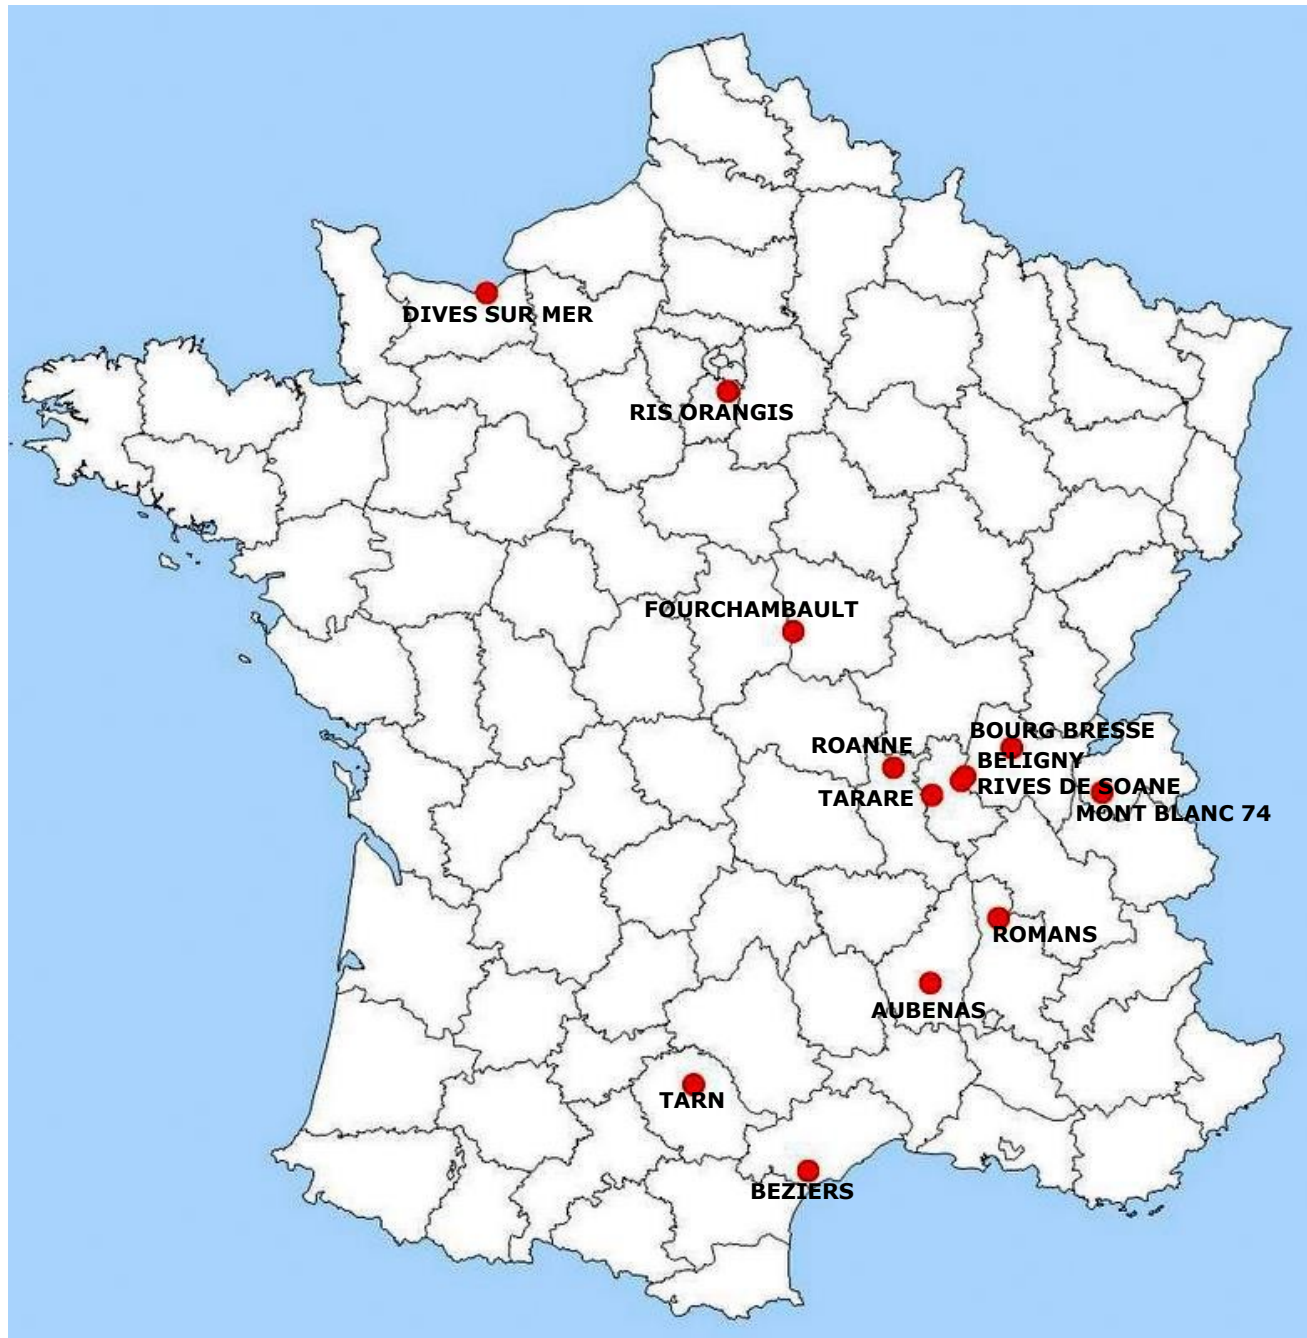 DIVES SUR MER
RIS ORANGIS
FOURCHAMBAULT
BOURG BRESSE
ROANNE
BELIGNY
RIVES DE SOANE
TARARE
MONT BLANC 74
ROMANS
AUBENAS
TARN
BEZIERS